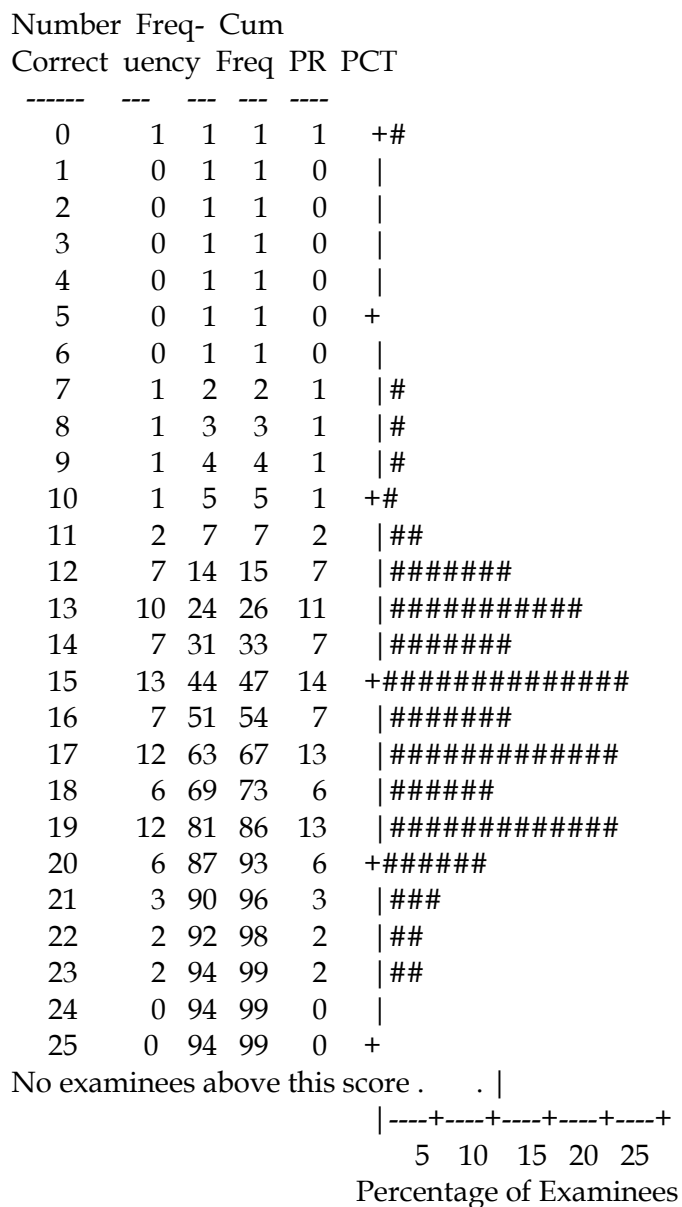 Number Freq- Cum
Correct uency Freq PR PCT
------ --- --- --- ----
0 1 1 1 1 +#
1 0 1 1 0 |
2 0 1 1 0 |
3 0 1 1 0 |
4 0 1 1 0 |
5 0 1 1 0 +
6 0 1 1 0 |
7 1 2 2 1 |#
8 1 3 3 1 |#
9 1 4 4 1 |#
10 1 5 5 1 +#
11 2 7 7 2 |##
12 7 14 15 7 |#######
13 10 24 26 11 |###########
14 7 31 33 7 |#######
15 13 44 47 14 +##############
16 7 51 54 7 |#######
17 12 63 67 13 |#############
18 6 69 73 6 |######
19 12 81 86 13 |#############
20 6 87 93 6 +######
21 3 90 96 3 |###
22 2 92 98 2 |##
23 2 94 99 2 |##
24 0 94 99 0 |
25 0 94 99 0 +
No examinees above this score . . |
|----+----+----+----+----+
5 10 15 20 25
Percentage of Examinees